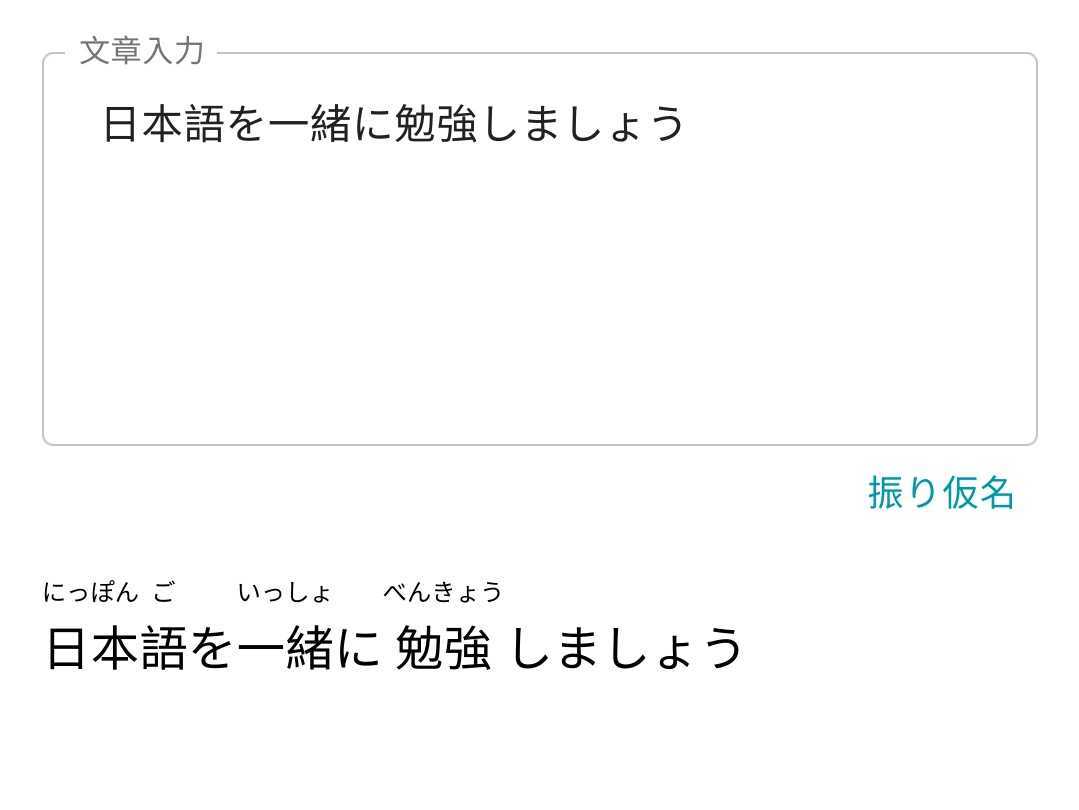 文章入力
日本語を一緒に勉強しましょう
振り仮名
にっぽん ご いっしょ べんきょう
日本語を一緒に 勉強 しましょう